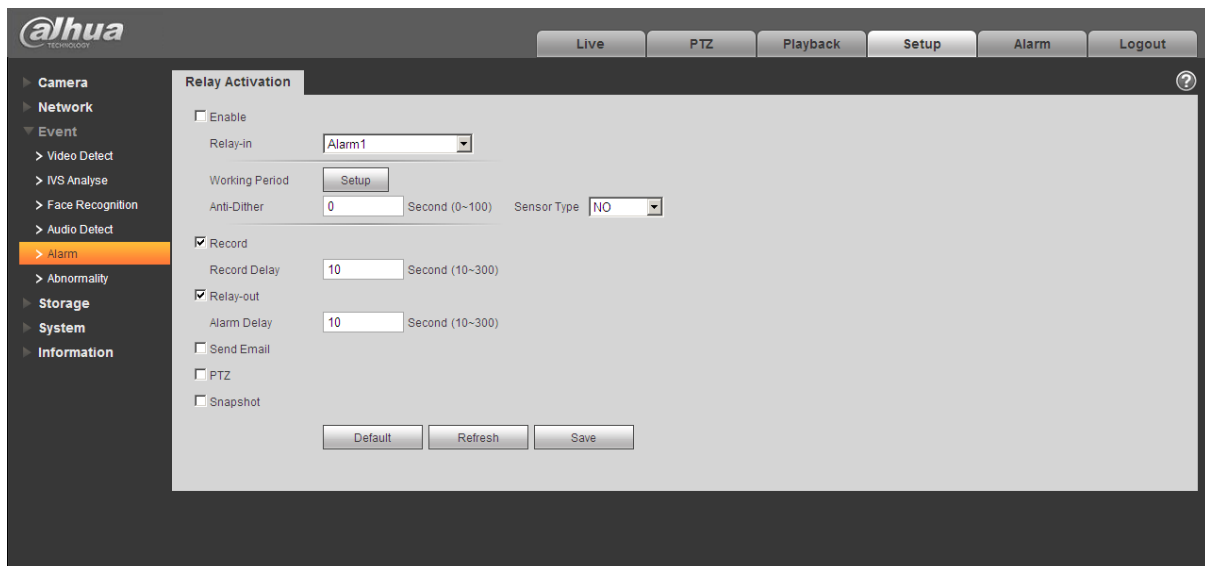 alhua
TECHNOLOGY
Live PTZ Playback Setup Alarm Logout
Camera
Network
Event
> Video Detect
> IVS Analyse
> Face Recognition
> Audio Detect
> Alarm
> Abnormality
Storage
System
Information
Relay Activation
?
Enable
Relay-in Alarm1
Working Period Setup
Anti-Dither 0 Second (0~100) Sensor Type NO
Record
Record Delay 10 Second (10~300)
Relay-out
Alarm Delay 10 Second (10~300)
Send Email
PTZ
Snapshot
Default Refresh Save